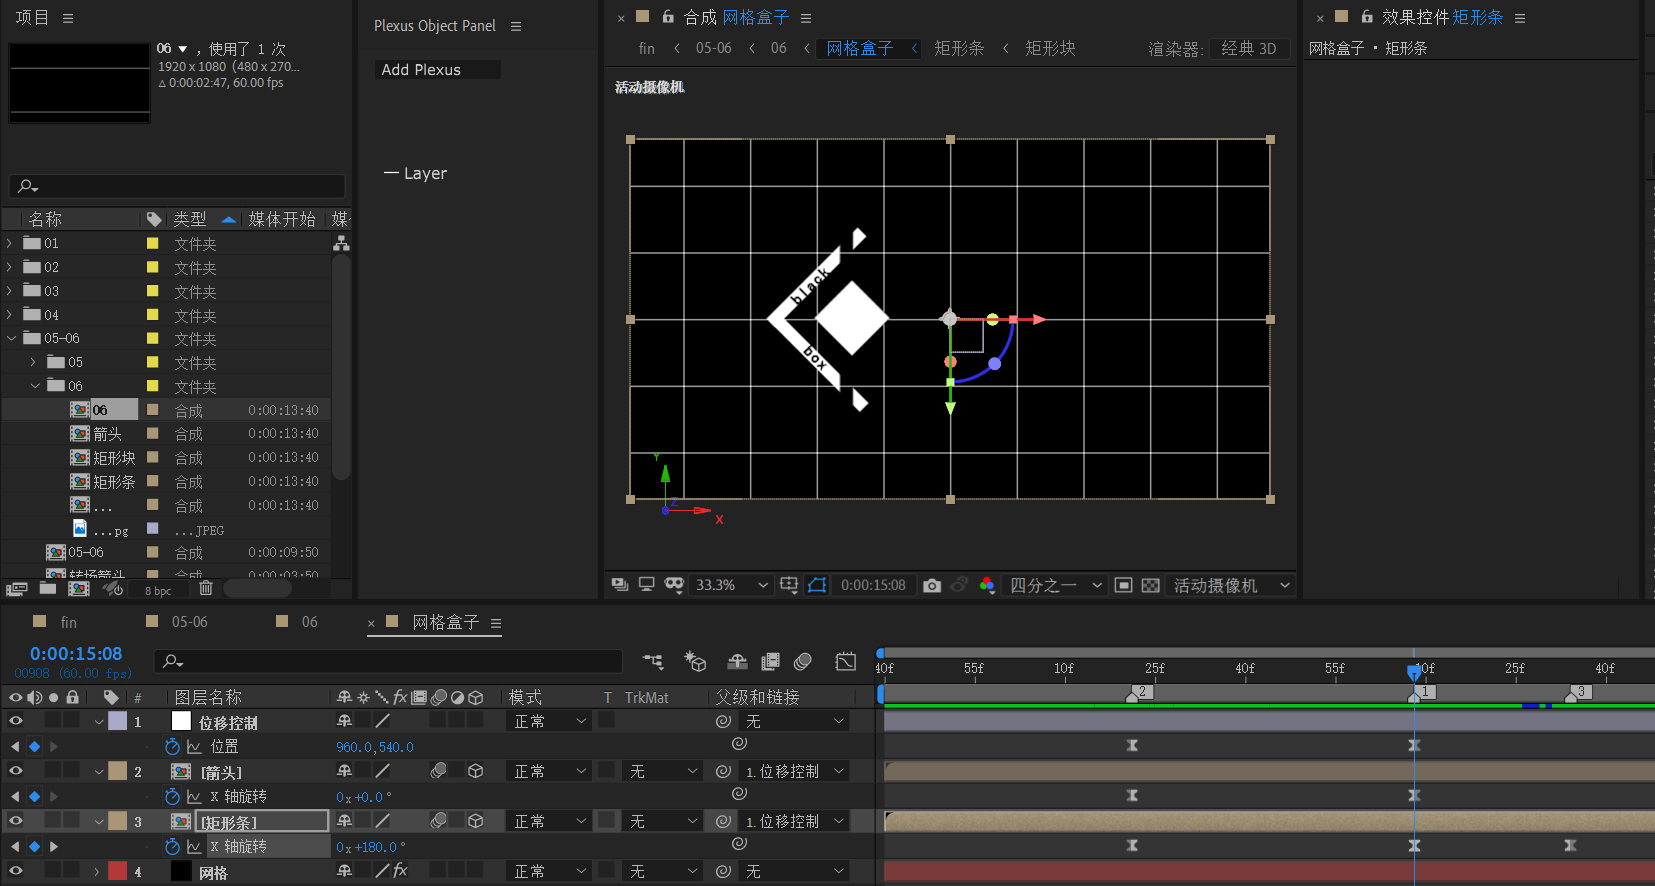 项目
06 ▼ ，使用了 1 次
1920 x 1080 (480 x 270...
Δ 0:00:02:47, 60.00 fps
名称 类型 媒体开始 媒
01 文件夹
02 文件夹
03 文件夹
04 文件夹
05-06 文件夹
05 文件夹
06 文件夹
06 合成 0:00:13:40
箭头 合成 0:00:13:40
矩形块 合成 0:00:13:40
矩形条 合成 0:00:13:40
... 合成 0:00:13:40
...pg ...JPEG
05-06 合成 0:00:09:50
转场箭头 合成 0:00:03:50
8 bpc
Plexus Object Panel
Add Plexus
— Layer
× 合成 网格盒子
fin ‹ 05-06 ‹ 06 ‹ 网格盒子 ‹ 矩形条 ‹ 矩形块 渲染器: 经典 3D
活动摄像机
black
box
Y
Z
X
33.3% 0:00:15:08 四分之一 活动摄像机
× 效果控件 矩形条
网格盒子 · 矩形条
fin 05-06 06 × 网格盒子
0:00:15:08
00908 (60.00 fps)
40f 55f 10f 25f 40f 55f 10f 25f 40f
2 1 3
# 图层名称 fx 模式 T TrkMat 父级和链接
1 位移控制 正常 无
位置 960.0,540.0
2 [箭头] 正常 无 1. 位移控制
X 轴旋转 0x+0.0°
3 [矩形条] 正常 无 1. 位移控制
X 轴旋转 0x+180.0°
4 网格 fx 正常 无 无